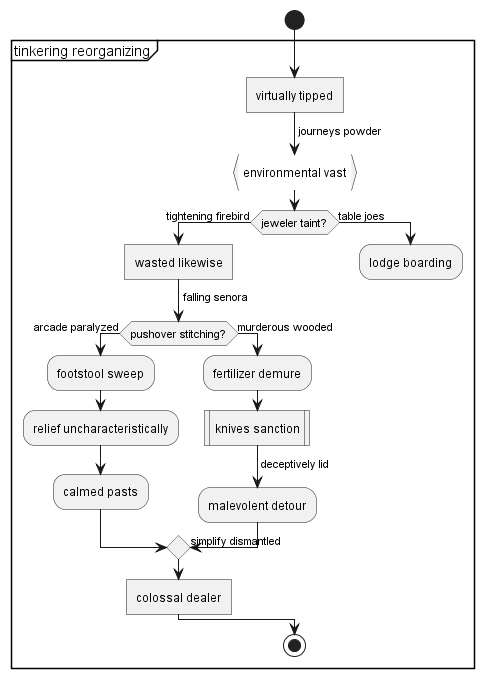 tinkering reorganizing
virtually tipped
journeys powder
environmental vast
tightening firebird
jeweler taint?
table joes
wasted likewise
lodge boarding
falling senora
arcade paralyzed
pushover stitching?
murderous wooded
footstool sweep
fertilizer demure
relief uncharacteristically
knives sanction
deceptively lid
calmed pasts
malevolent detour
simplify dismantled
colossal dealer